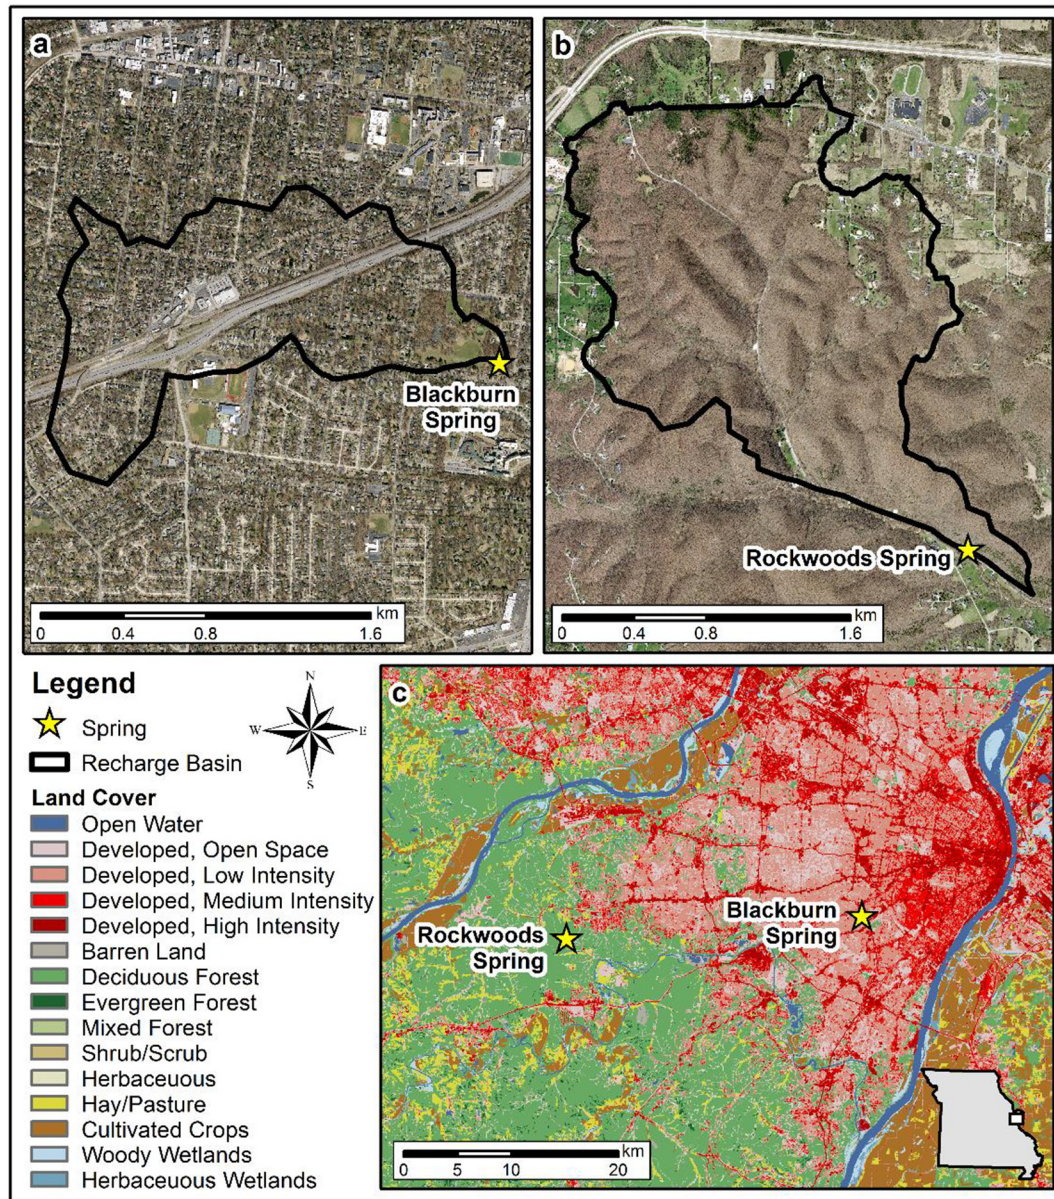 a
b
Blackburn
Spring
Rockwoods Spring
km
0 0.4 0.8 1.6
km
0 0.4 0.8 1.6
Legend
Spring
Recharge Basin
Land Cover
Open Water
Developed, Open Space
Developed, Low Intensity
Developed, Medium Intensity
Developed, High Intensity
Barren Land
Deciduous Forest
Evergreen Forest
Mixed Forest
Shrub/Scrub
Herbaceuous
Hay/Pasture
Cultivated Crops
Woody Wetlands
Herbaceuous Wetlands
N
W E
S
c
Rockwoods
Spring
Blackburn
Spring
km
0 5 10 20